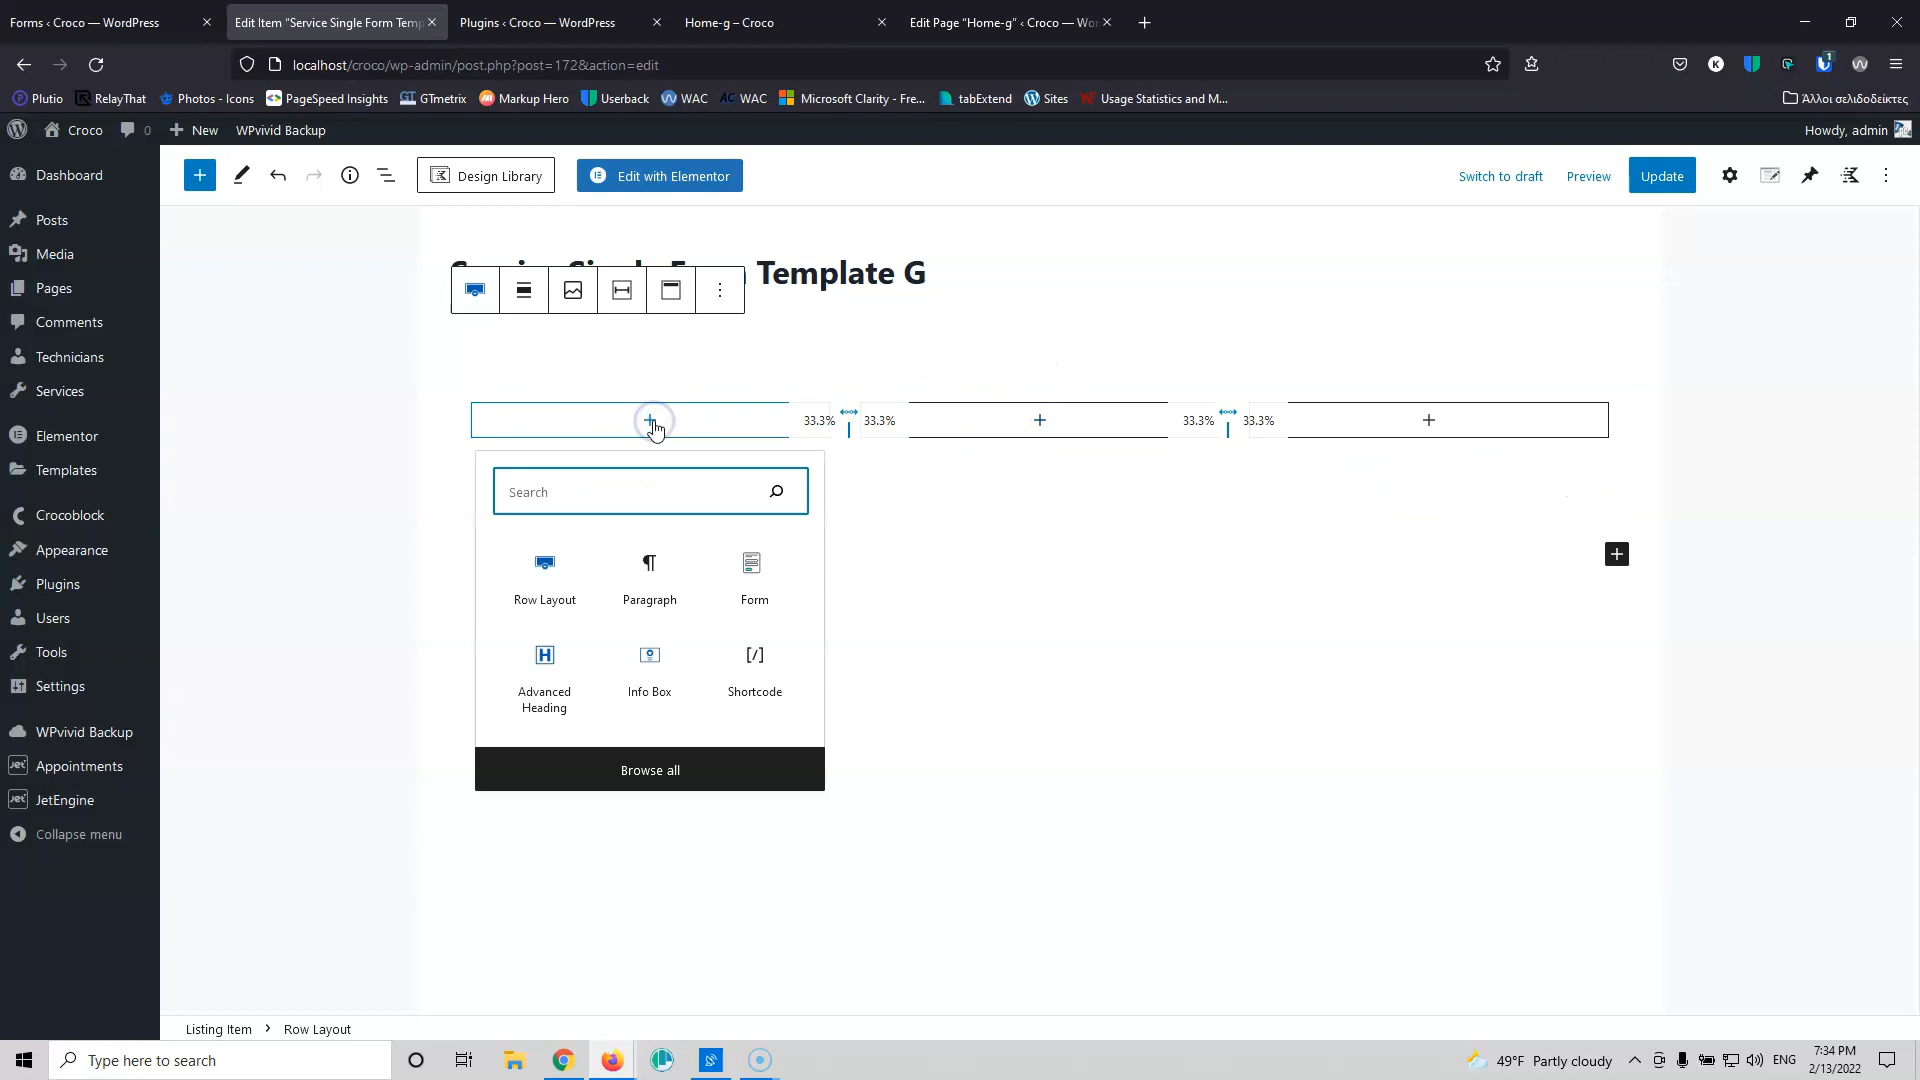 Forms ‹ Croco — WordPress
Edit Item "Service Single Form Temp
Plugins ‹ Croco — WordPress
Home-g – Croco
Edit Page "Home-g" ‹ Croco — Wor
localhost/croco/wp-admin/post.php?post=172&action=edit
1
Plutio
RelayThat
Photos - Icons
PageSpeed Insights
GTmetrix
Markup Hero
Userback
WAC
WAC
Microsoft Clarity - Fre...
tabExtend
Sites
Usage Statistics and M...
Άλλοι σελιδοδείκτες
Croco
0
New
WPvivid Backup
Howdy, admin
Dashboard
Posts
Media
Pages
Comments
Technicians
Services
Elementor
Templates
Crocoblock
Appearance
Plugins
Users
Tools
Settings
WPvivid Backup
Appointments
JetEngine
Collapse menu
Design Library
Edit with Elementor
Switch to draft
Preview
Update
Template G
33.3%
33.3%
33.3%
33.3%
Search
Row Layout
Paragraph
Form
Advanced Heading
Info Box
Shortcode
Browse all
Listing Item > Row Layout
Type here to search
49°F Partly cloudy
ENG
7:34 PM
2/13/2022